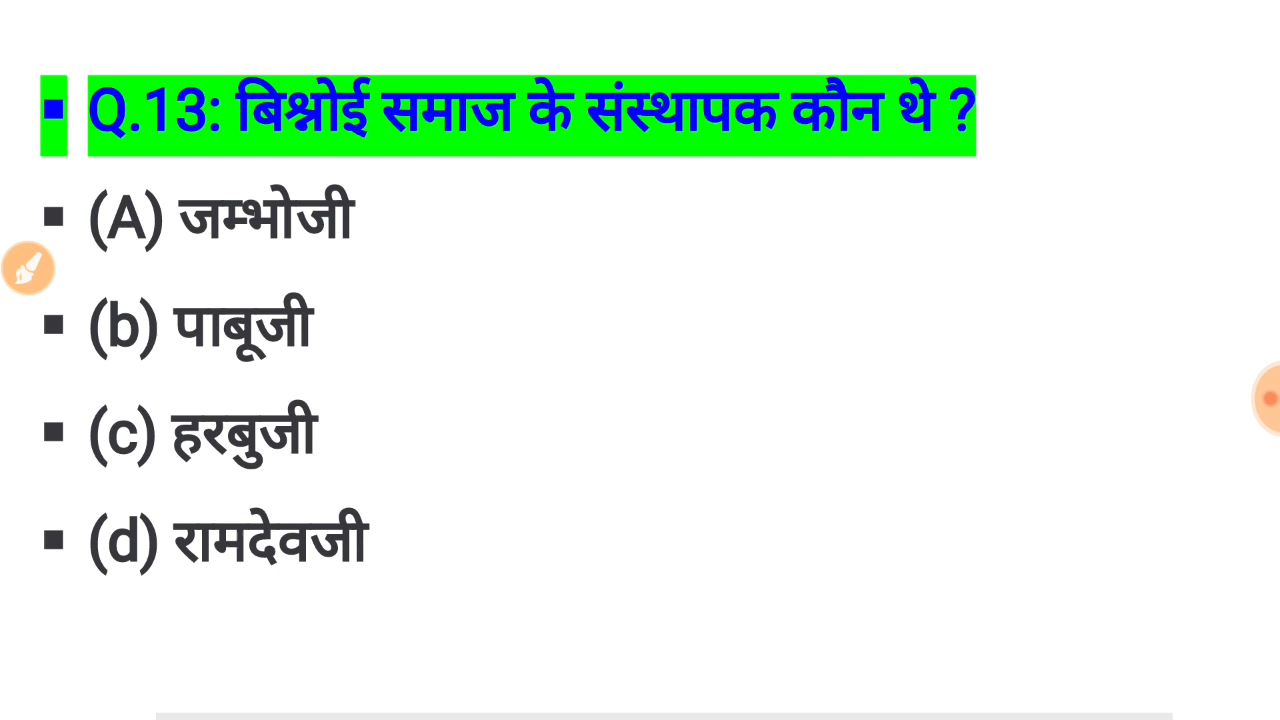 ▪ Q.13: बिश्नोई समाज के संस्थापक कौन थे ?
▪ (A) जम्भोजी
▪ (b) पाबूजी
▪ (c) हरबुजी
▪ (d) रामदेवजी